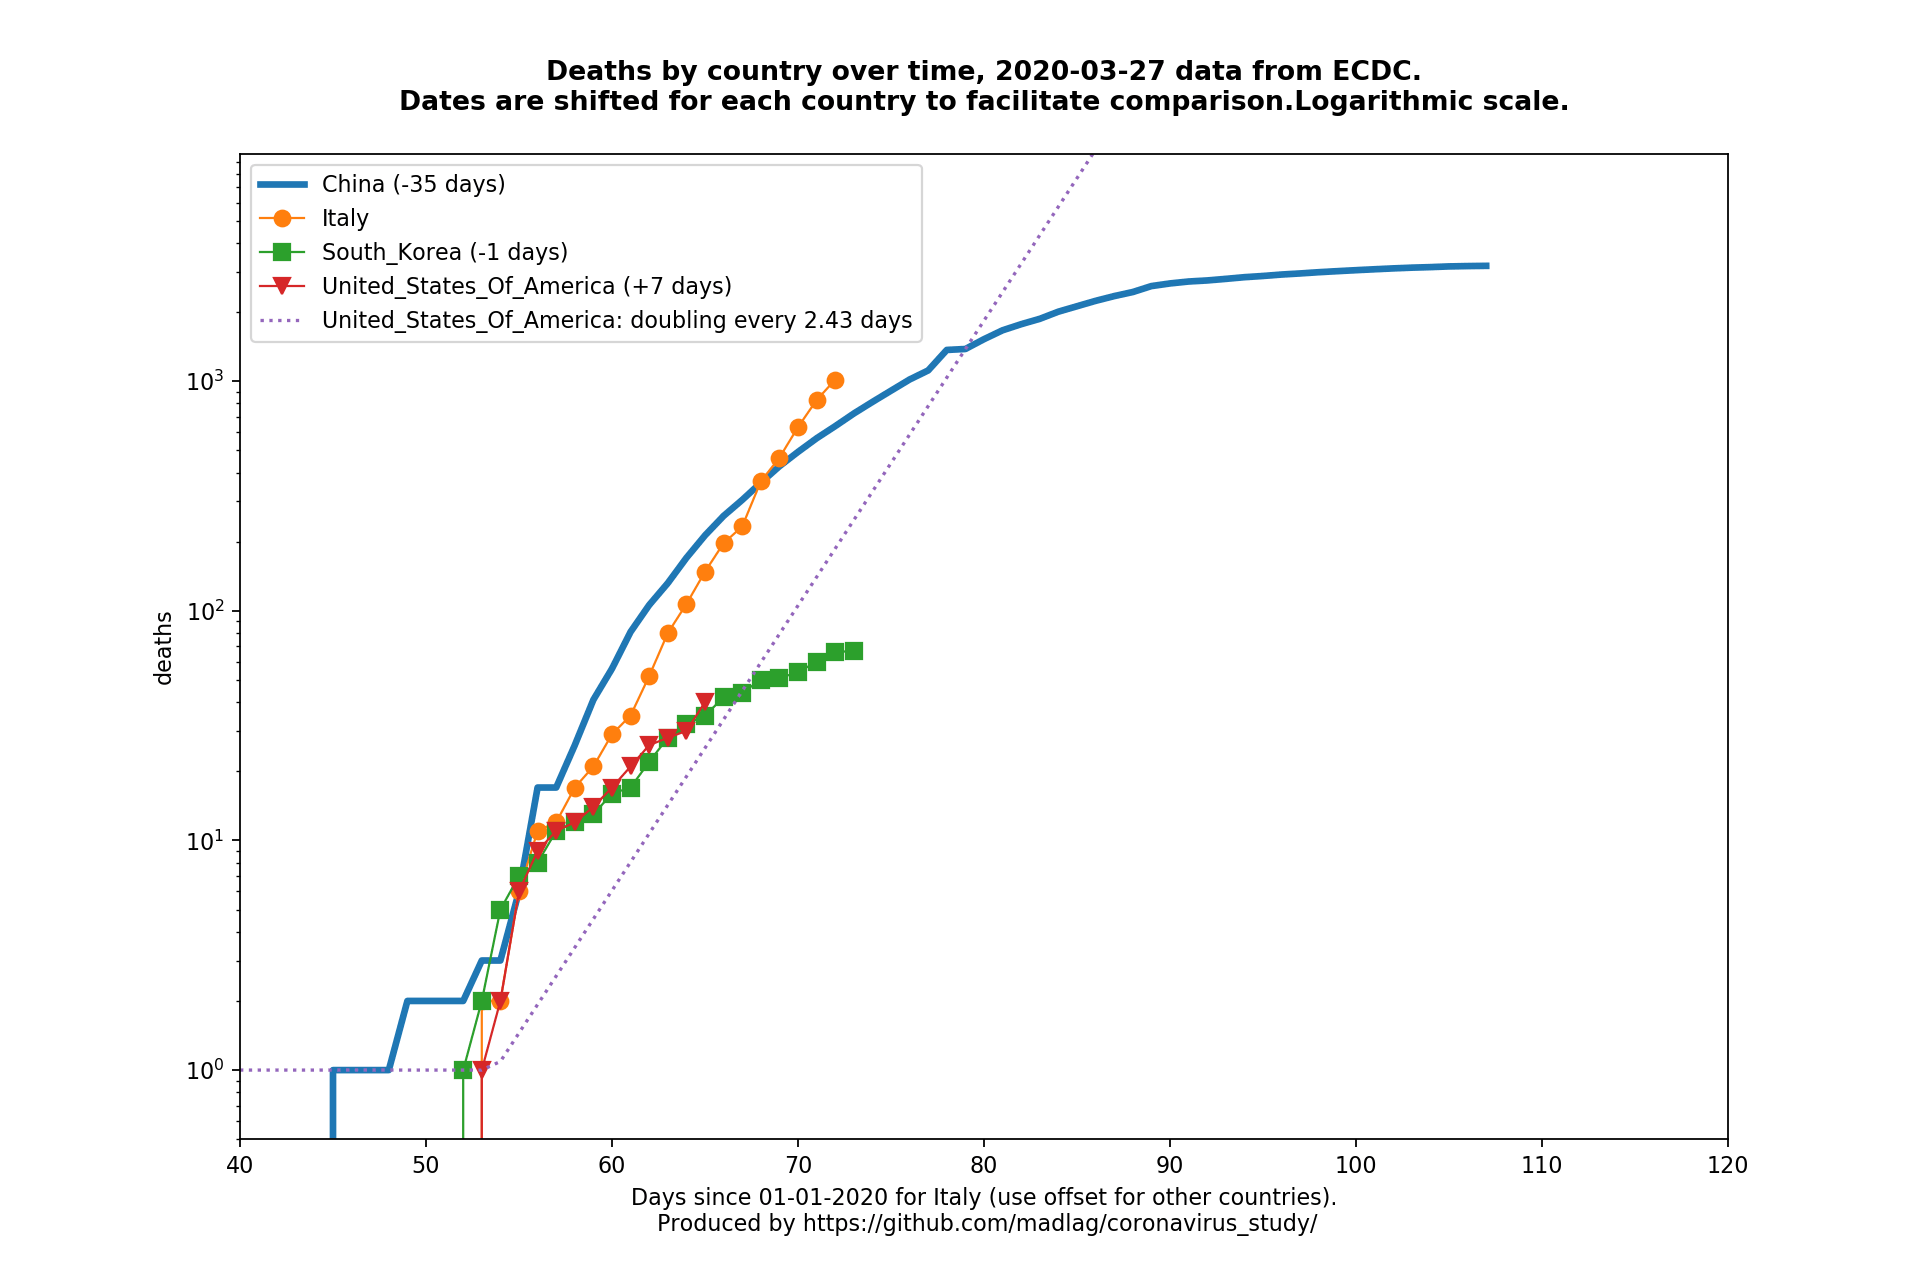 Deaths by country over time, 2020-03-27 data from ECDC.
Dates are shifted for each country to facilitate comparison.Logarithmic scale.
China (-35 days)
Italy
South_Korea (-1 days)
United_States_Of_America (+7 days)
United_States_Of_America: doubling every 2.43 days
deaths
10³
10²
10¹
10⁰
40 50 60 70 80 90 100 110 120
Days since 01-01-2020 for Italy (use offset for other countries).
Produced by https://github.com/madlag/coronavirus_study/